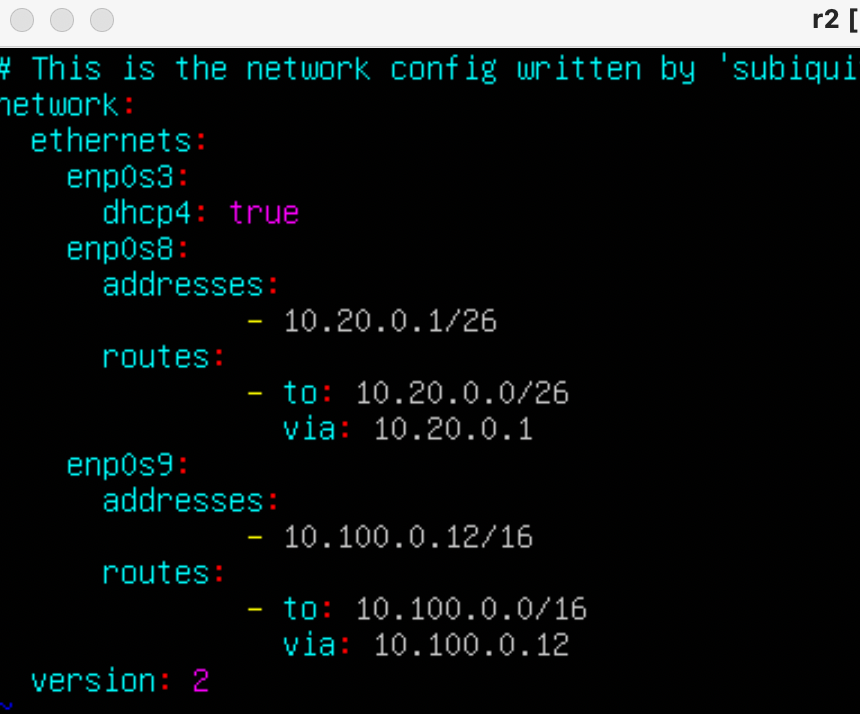 r2 [
# This is the network config written by 'subiqui
network:
  ethernets:
    enp0s3:
      dhcp4: true
    enp0s8:
      addresses:
              - 10.20.0.1/26
      routes:
              - to: 10.20.0.0/26
                via: 10.20.0.1
    enp0s9:
      addresses:
              - 10.100.0.12/16
      routes:
              - to: 10.100.0.0/16
                via: 10.100.0.12
  version: 2
~